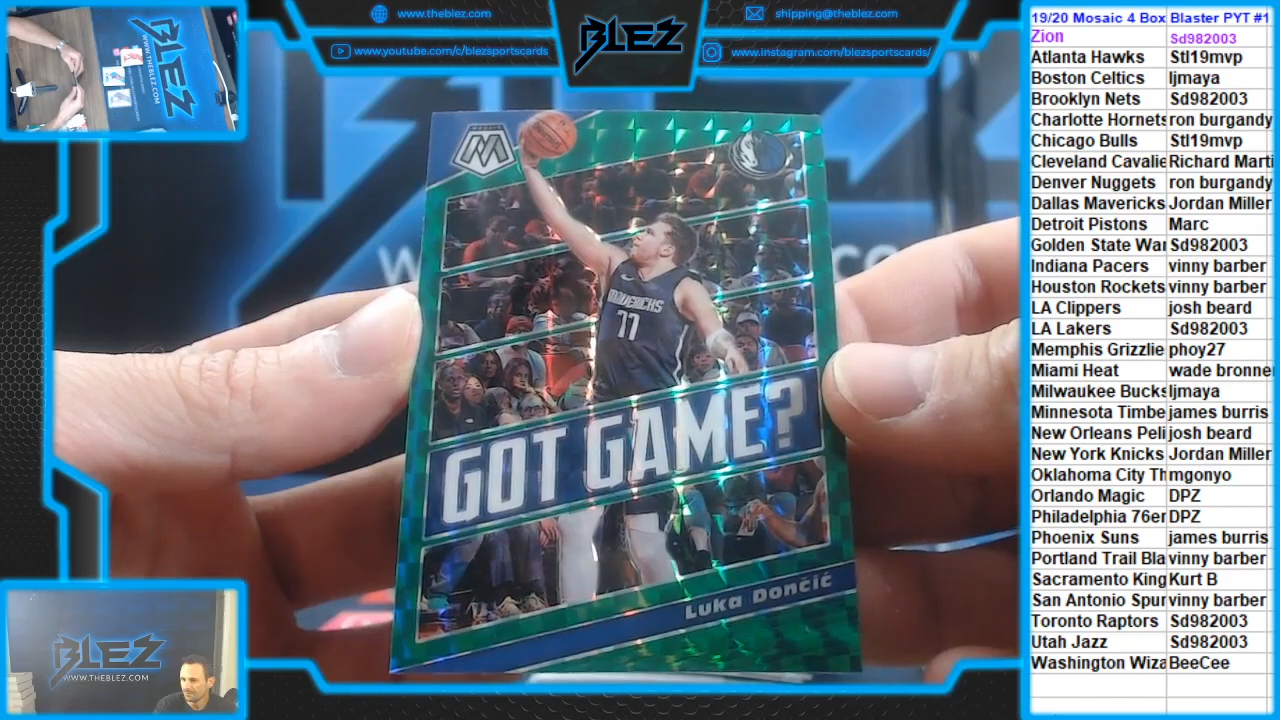 www.theblez.com
shipping@theblez.com
www.youtube.com/c/blezsportscards
BLEZ
www.instagram.com/blezsportscards/
BLEZ
WWW.THEBLEZ.COM
M
MAVERICKS
77
GOT GAME?
Luka Dončić
BLEZ
WWW.THEBLEZ.COM
19/20 Mosaic 4 Box Blaster PYT #1
Zion Sd982003
Atlanta Hawks Stl19mvp
Boston Celtics ljmaya
Brooklyn Nets Sd982003
Charlotte Hornets ron burgandy
Chicago Bulls Stl19mvp
Cleveland Cavalie Richard Marti
Denver Nuggets ron burgandy
Dallas Mavericks Jordan Miller
Detroit Pistons Marc
Golden State War Sd982003
Indiana Pacers vinny barber
Houston Rockets vinny barber
LA Clippers josh beard
LA Lakers Sd982003
Memphis Grizzlie phoy27
Miami Heat wade bronne
Milwaukee Bucks ljmaya
Minnesota Timbe james burris
New Orleans Peli josh beard
New York Knicks Jordan Miller
Oklahoma City Th mgonyo
Orlando Magic DPZ
Philadelphia 76er DPZ
Phoenix Suns james burris
Portland Trail Bla vinny barber
Sacramento King Kurt B
San Antonio Spur vinny barber
Toronto Raptors Sd982003
Utah Jazz Sd982003
Washington Wiza BeeCee